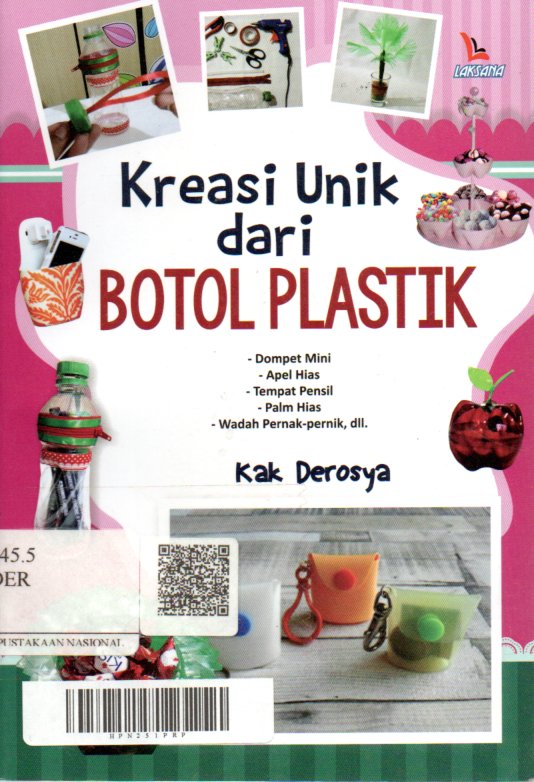 LAKSANA
Kreasi Unik
dari
BOTOL PLASTIK
- Dompet Mini
- Apel Hias
- Tempat Pensil
- Palm Hias
- Wadah Pernak-pernik, dll.
Kak Derosya
45.5
DER
PUSTAKAAN NASIONAL
HPN251PRP